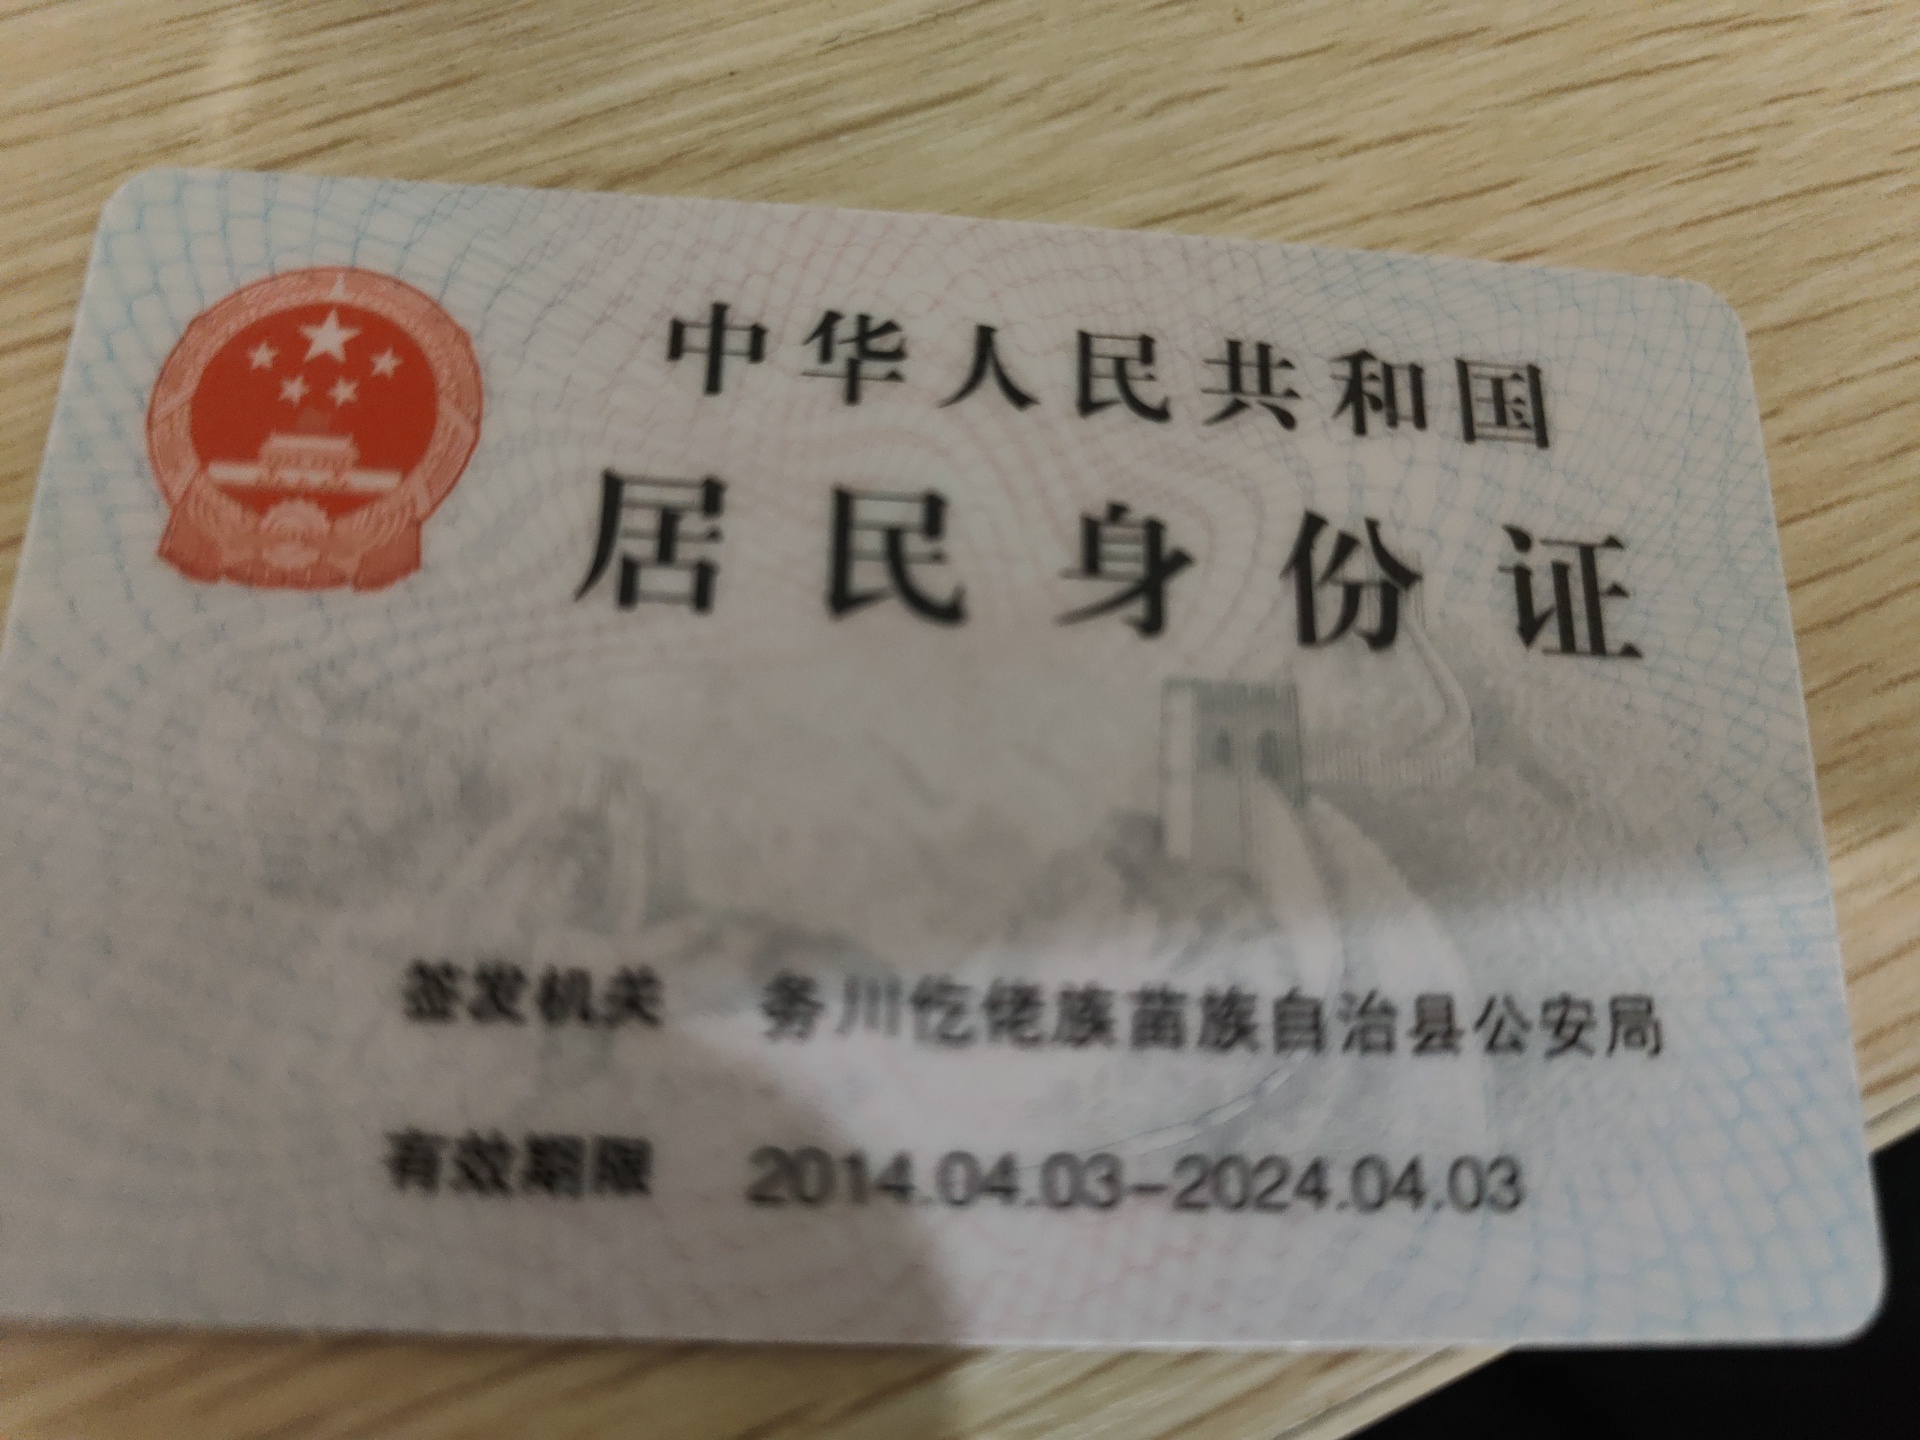 中华人民共和国
居民身份证
签发机关 务川仡佬族苗族自治县公安局
有效期限 2014.04.03-2024.04.03